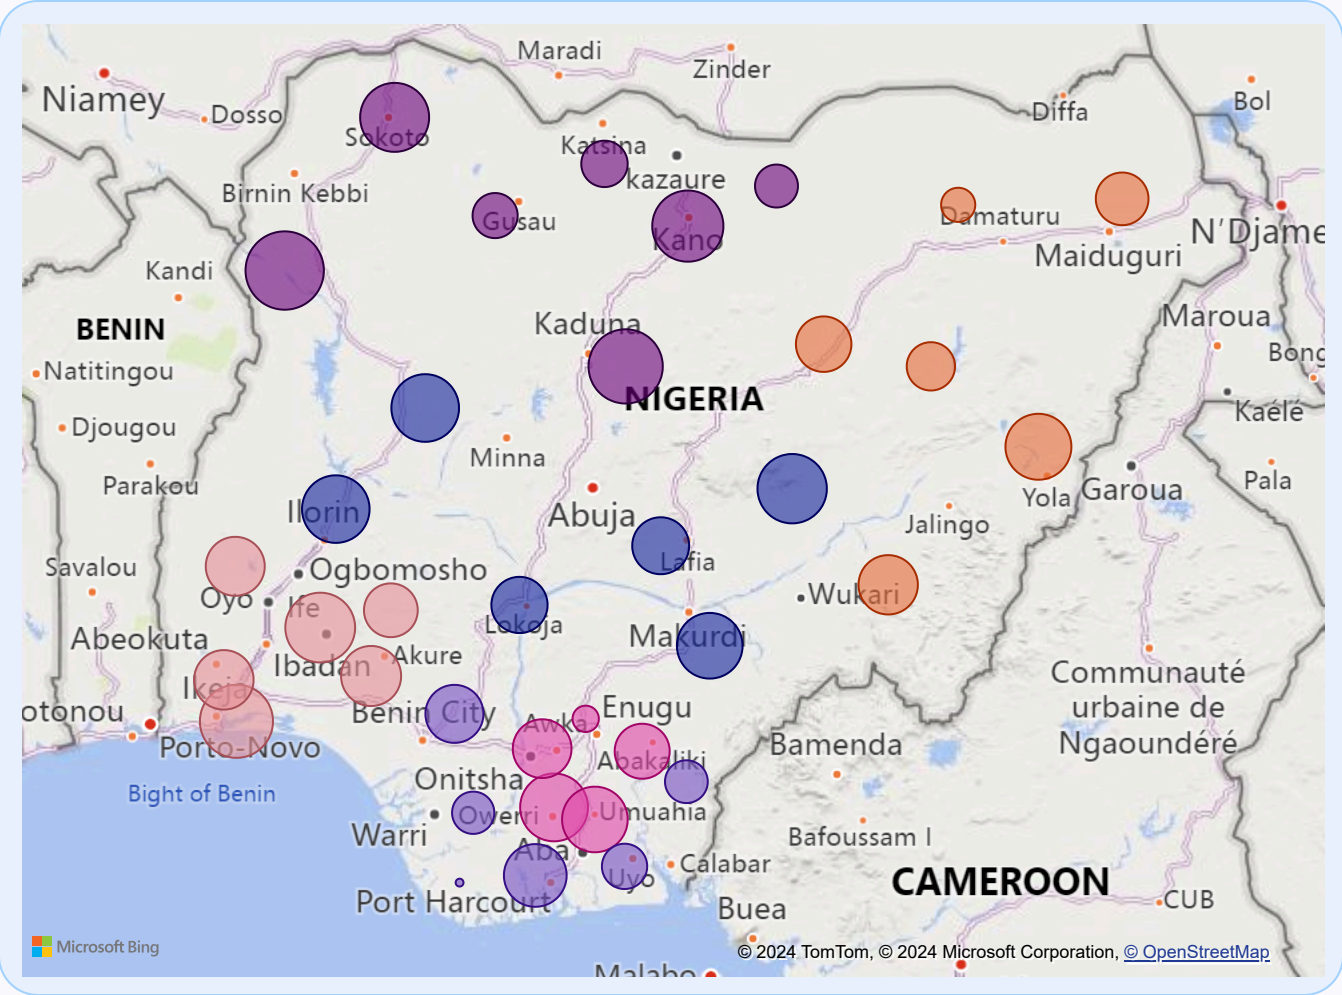 Maradi
Zinder
Niamey
Dosso
Diffa
Bol
Sokoto
Katsina
kazaure
Birnin Kebbi
Gusau
Damaturu
Kano
N'Djame
Maiduguri
Kandi
Kaduna
Maroua
BENIN
Bong
Natitingou
NIGERIA
Kaélé
Djougou
Minna
Parakou
Pala
Garoua
Yola
Ilorin
Abuja
Jalingo
Lafia
Savalou
Ogbomosho
Oyo
Ife
Wukari
Lokoja
Abeokuta
Makurdi
Akure
Ibadan
Communauté
urbaine de
Ngaoundéré
Ikeja
otonou
Benin City
Awka
Enugu
Porto-Novo
Bamenda
Abakaliki
Onitsha
Bight of Benin
Owerri
Umuahia
Warri
Bafoussam I
Aba
Calabar
Uyo
CAMEROON
Port Harcourt
CUB
Buea
Microsoft Bing
© 2024 TomTom, © 2024 Microsoft Corporation, © OpenStreetMap
Malabo